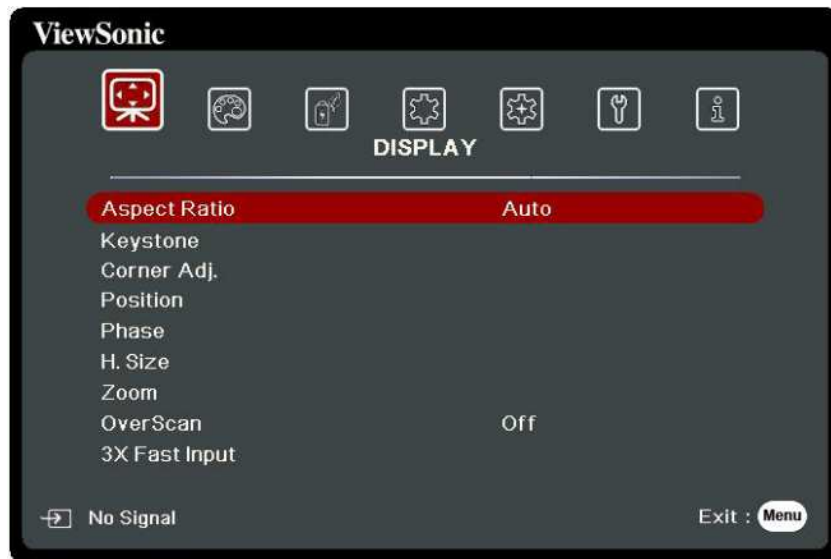 ViewSonic
DISPLAY
Aspect Ratio Auto
Keystone
Corner Adj.
Position
Phase
H. Size
Zoom
OverScan Off
3X Fast Input
No Signal Exit : Menu